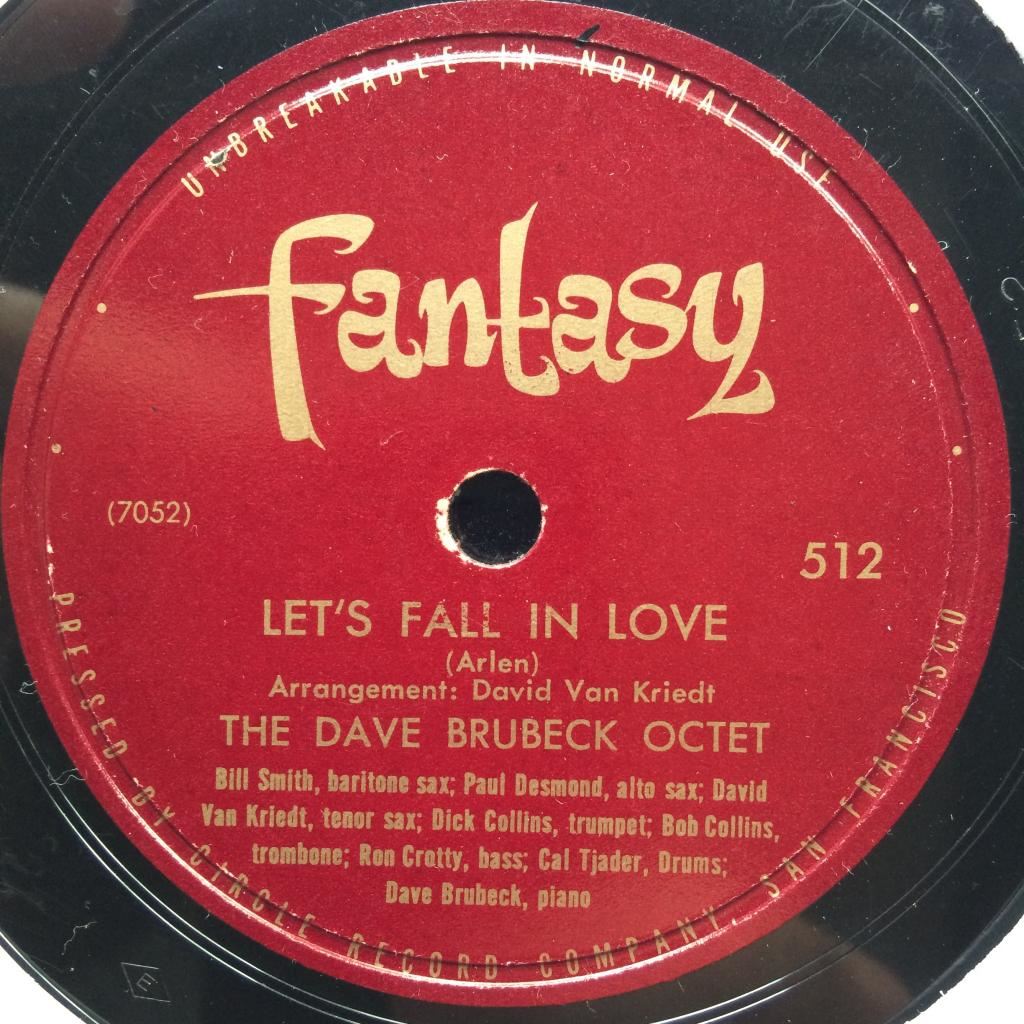 UNBREAKABLE IN NORMAL USE
fantasy
(7052)
512
LET'S FALL IN LOVE
(Arlen)
Arrangement: David Van Kriedt
THE DAVE BRUBECK OCTET
Bill Smith, baritone sax; Paul Desmond, alto sax; David
Van Kriedt, tenor sax; Dick Collins, trumpet; Bob Collins,
trombone; Ron Crotty, bass; Cal Tjader, Drums;
Dave Brubeck, piano
PRESSED BY CIRCLE RECORD COMPANY, SAN FRANCISCO
E